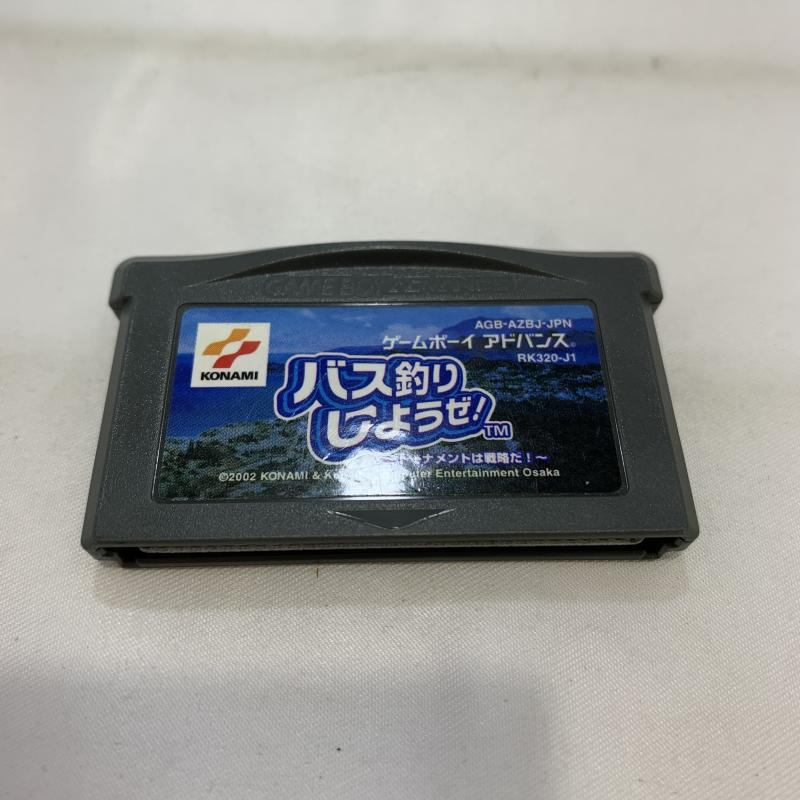 GAME BOY ADVANCE
AGB-AZBJ-JPN
ゲームボーイ アドバンス®
RK320-J1
KONAMI
バス釣り
しようぜ!™
ナメントは戦略だ!〜
©2002 KONAMI & Entertainment Osaka